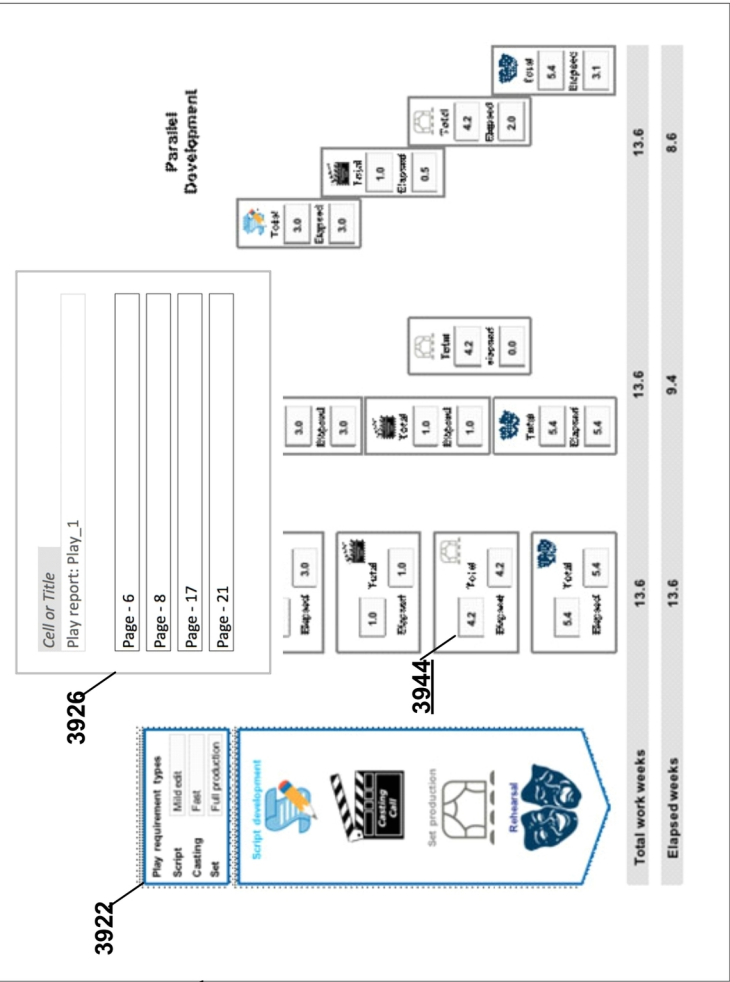 Parallel
Development
Cell or Title
Play report: Play_1
Page - 6
Page - 8
Page - 17
Page - 21
3926
3922
3944
Play requirement types
Script Mild edit
Casting Fast
Set Full production
Script development
Casting
Call
Set production
Rehearsal
Elapsed
3.0
Total
1.0 1.0
Elapsed
Total
4.2 4.2
Elapsed
Total
5.4 5.4
Elapsed
3.0
Elapsed
3.0
Total
1.0
Elapsed
1.0
Total
5.4
Elapsed
5.4
Total
4.2
elapsed
0.0
Total
3.0
Elapsed
3.0
Total
1.0
Elapsed
0.5
Total
4.2
Elapsed
2.0
Total
5.4
Elapsed
3.1
Total work weeks 13.6 13.6 13.6
Elapsed weeks 13.6 9.4 8.6